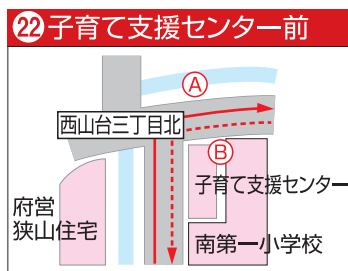 22 子育て支援センター前
A
西山台三丁目北
B
子育て支援センター
府営
狭山住宅
南第一小学校